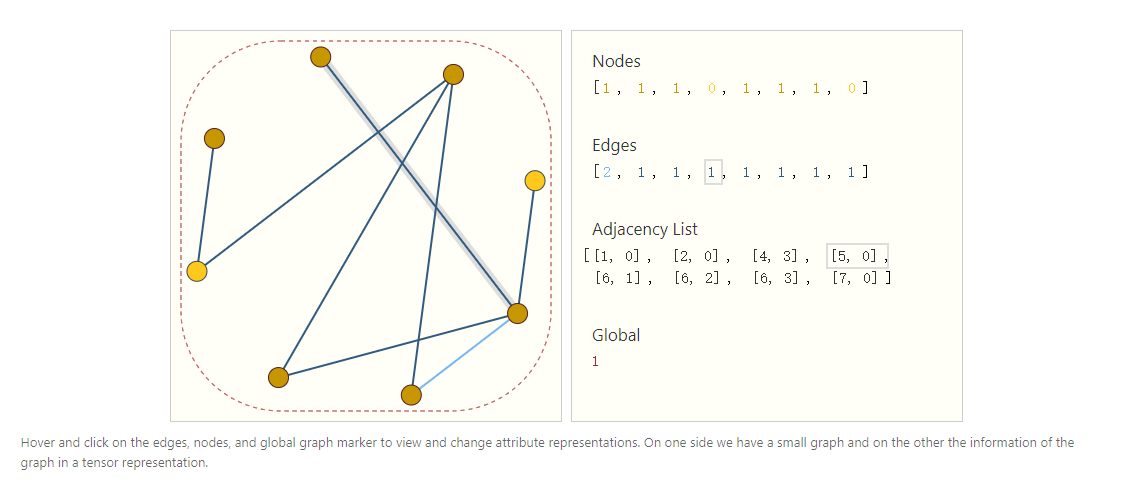 Nodes
[1, 1, 1, 0, 1, 1, 1, 0]
Edges
[2, 1, 1, 1, 1, 1, 1, 1]
Adjacency List
[[1, 0], [2, 0], [4, 3], [5, 0],
[6, 1], [6, 2], [6, 3], [7, 0]]
Global
1
Hover and click on the edges, nodes, and global graph marker to view and change attribute representations. On one side we have a small graph and on the other the information of the
graph in a tensor representation.